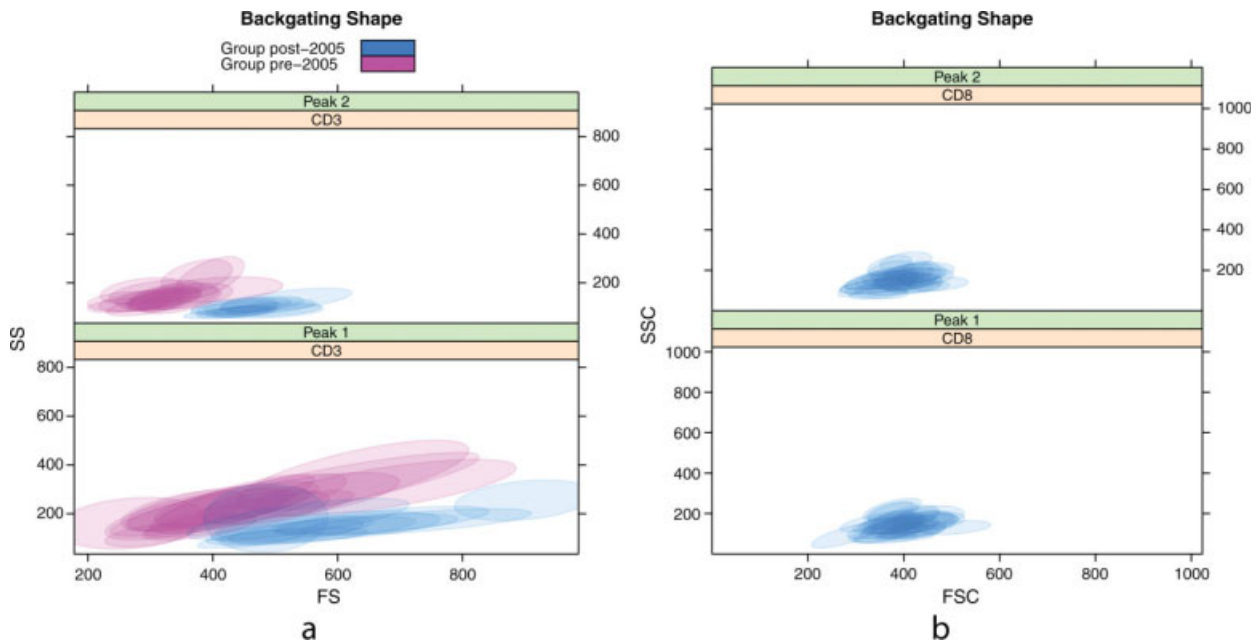 Backgating Shape
Group post-2005
Group pre-2005
Peak 2
CD3
800
600
400
200
Peak 1
CD3
800
600
400
200
SS
200 400 600 800
FS
a
Backgating Shape
Peak 2
CD8
1000
800
600
400
200
Peak 1
CD8
1000
800
600
400
200
SSC
200 400 600 800 1000
FSC
b